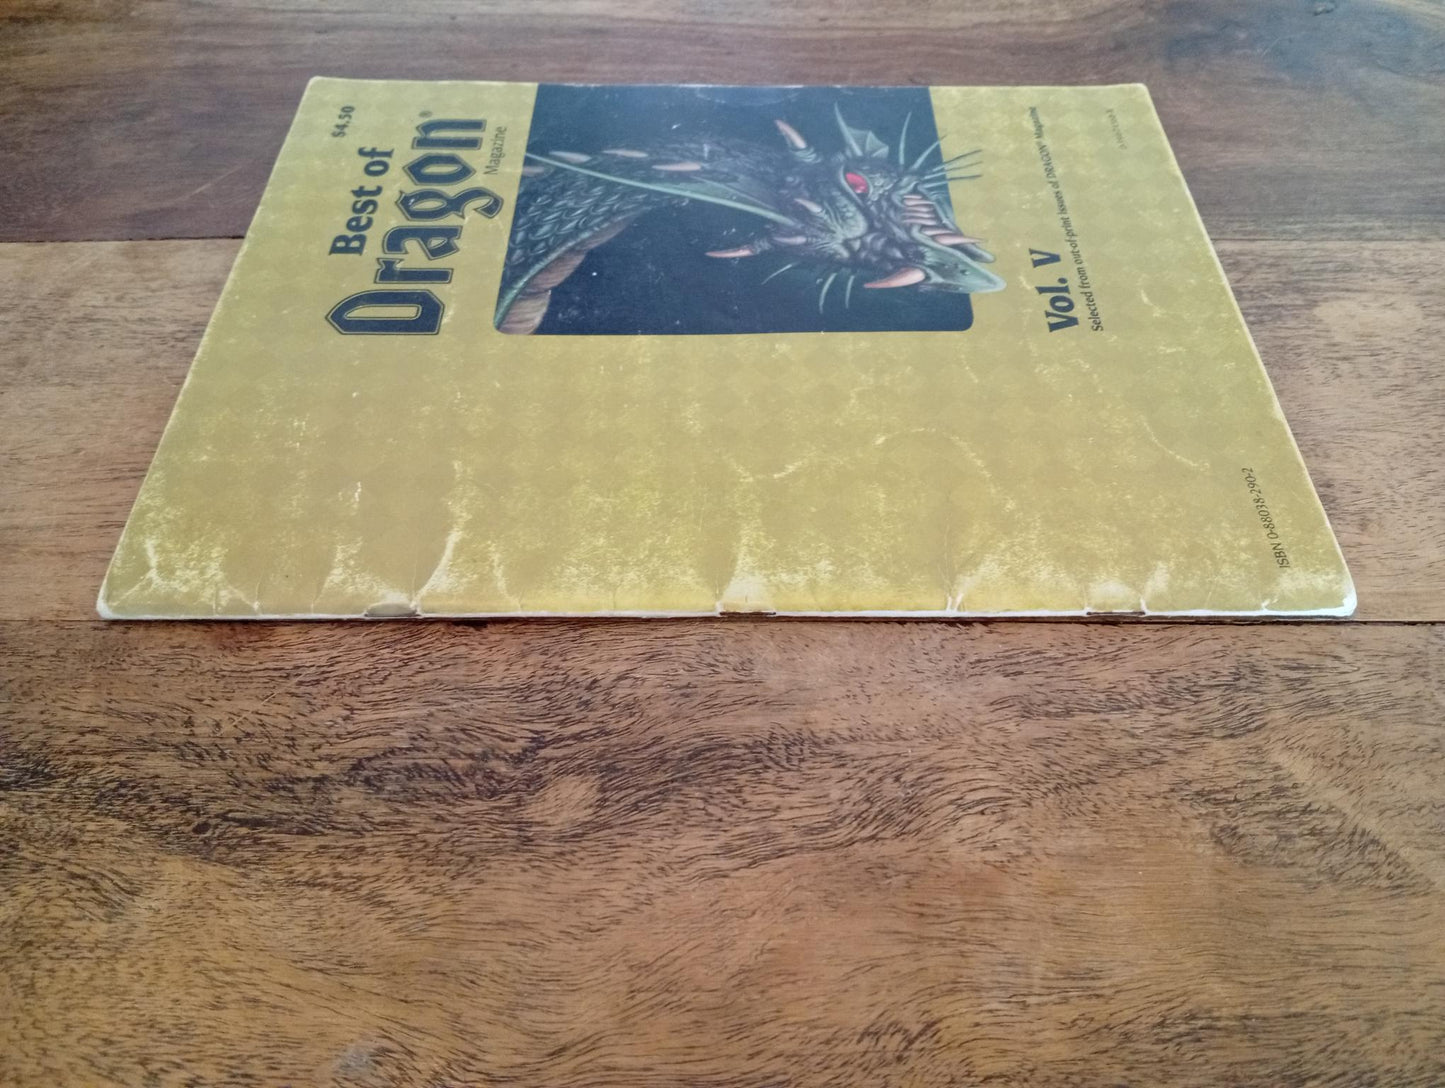 $4.50
Best of
Dragon®
Magazine
Vol. V
Selected from out-of-print issues of DRAGON® Magazine
ISBN 0-88038-290-2